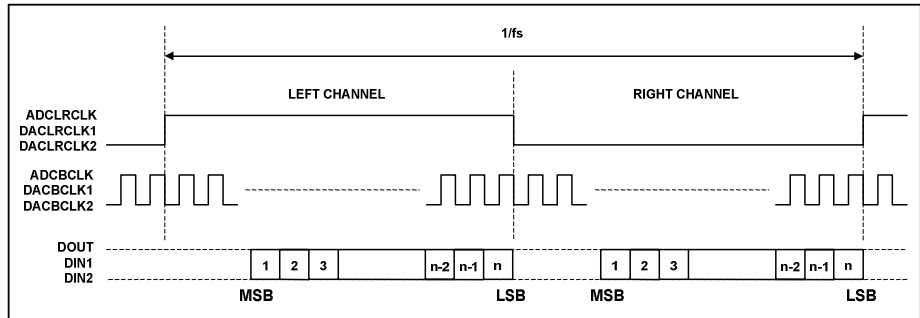 1/fs
LEFT CHANNEL RIGHT CHANNEL
ADCLRCLK
DACLRCLK1
DACLRCLK2
ADCBCLK
DACBCLK1
DACBCLK2
DOUT
DIN1
DIN2
1 2 3 n-2 n-1 n 1 2 3 n-2 n-1 n
MSB LSB MSB LSB